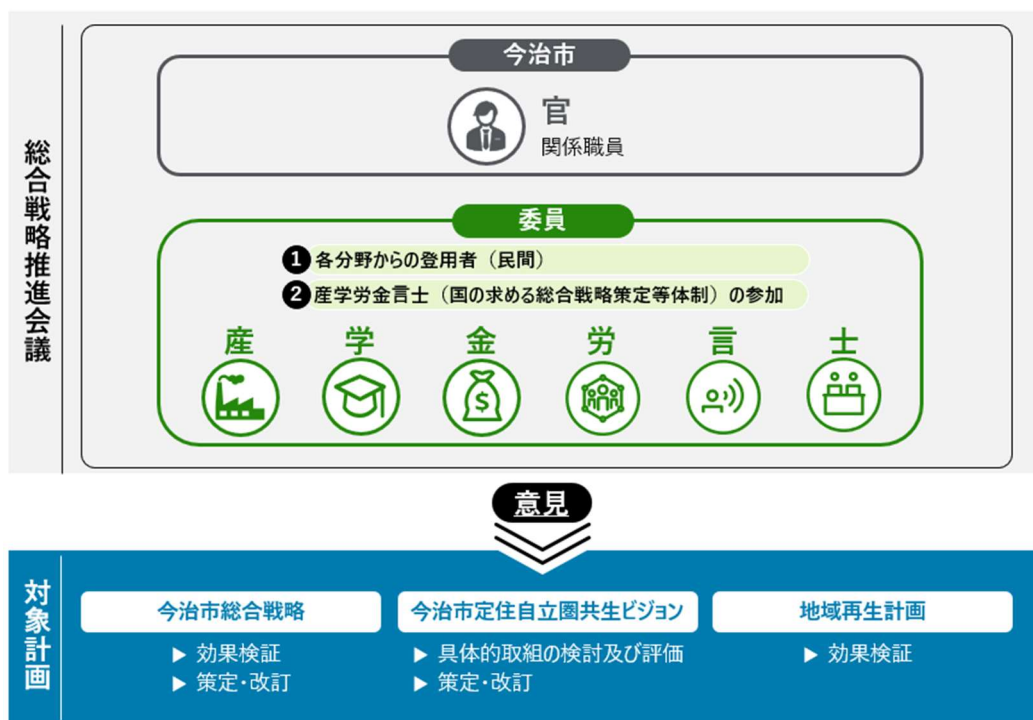 総合戦略推進会議
今治市
官
関係職員
委員
1 各分野からの登用者（民間）
2 産学労金言士（国の求める総合戦略策定等体制）の参加
産 学 金 労 言 士
$
意見
対象計画
今治市総合戦略
▶ 効果検証
▶ 策定・改訂
今治市定住自立圏共生ビジョン
▶ 具体的取組の検討及び評価
▶ 策定・改訂
地域再生計画
▶ 効果検証